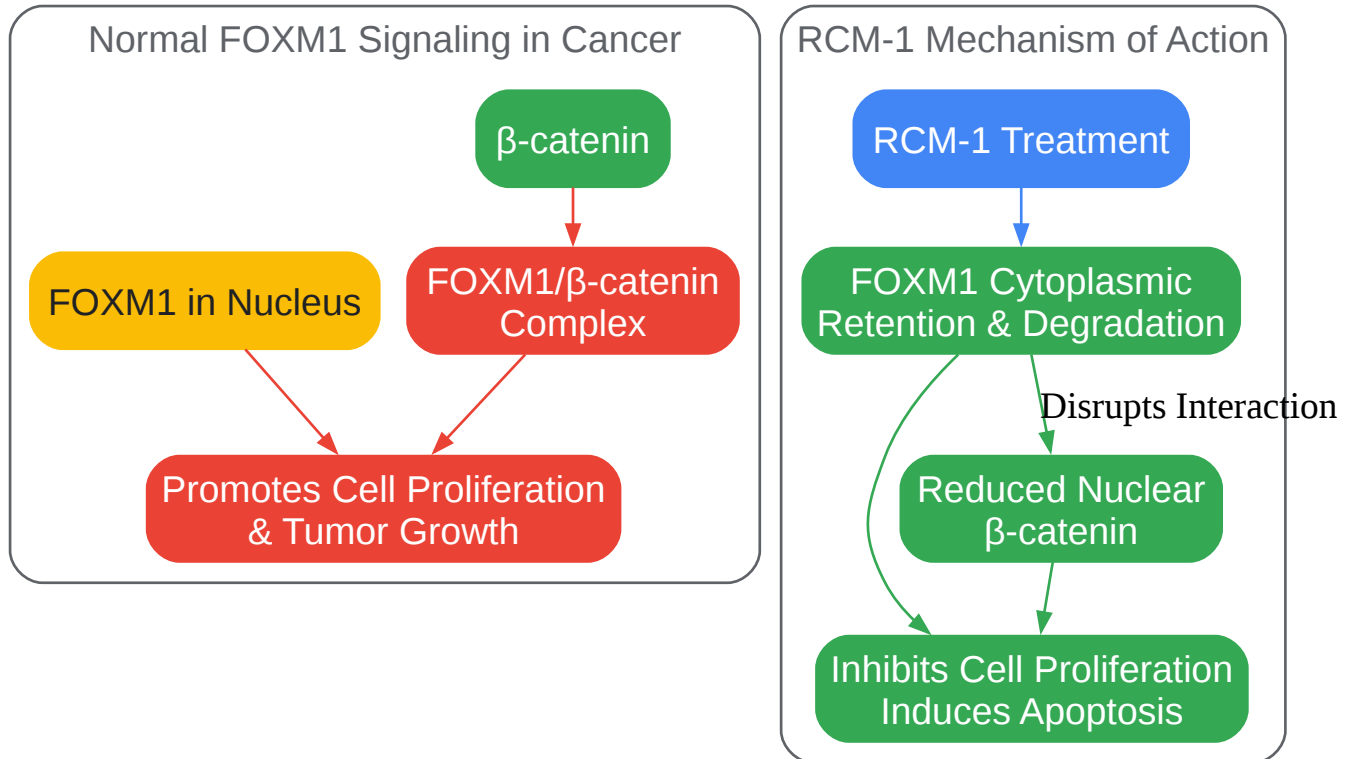 Normal FOXM1 Signaling in Cancer
β-catenin
FOXM1 in Nucleus
FOXM1/β-catenin
Complex
Promotes Cell Proliferation
& Tumor Growth
RCM-1 Mechanism of Action
RCM-1 Treatment
FOXM1 Cytoplasmic
Retention & Degradation
Disrupts Interaction
Reduced Nuclear
β-catenin
Inhibits Cell Proliferation
Induces Apoptosis